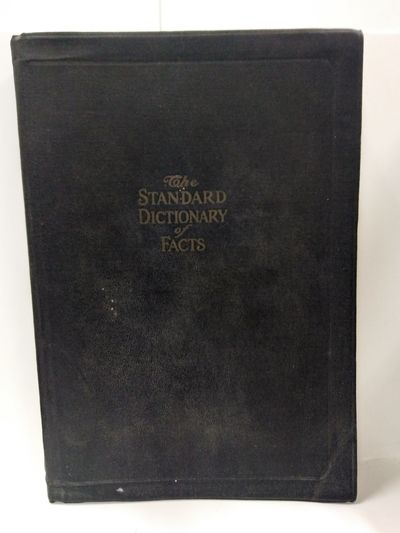 The
STANDARD
DICTIONARY
of
FACTS